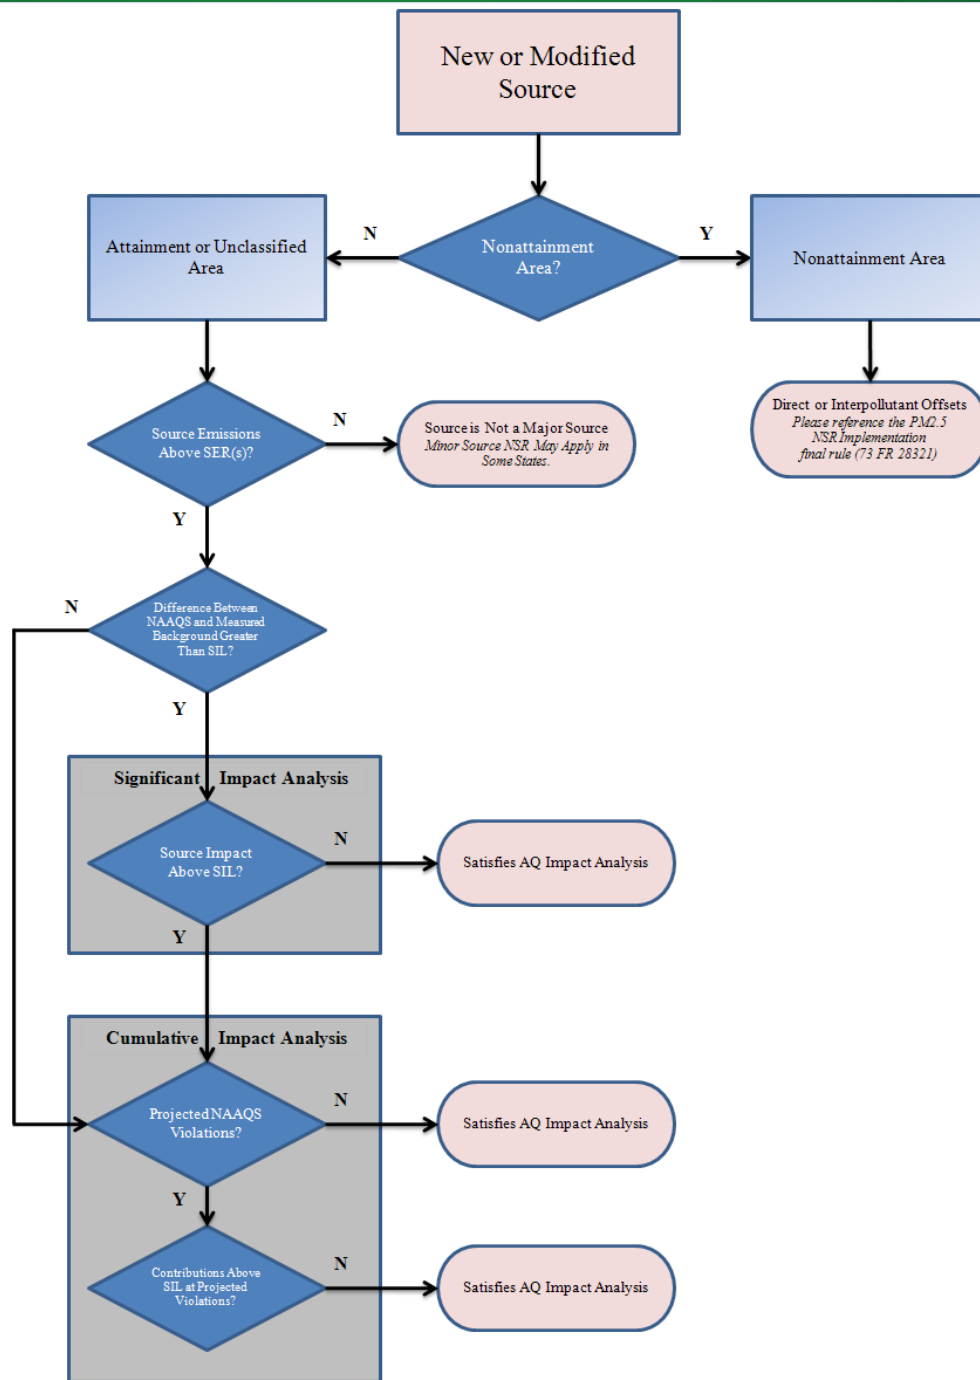 New or Modified
Source
N
Y
Attainment or Unclassified
Area
Nonattainment
Area?
Nonattainment Area
Source Emissions
Above SER(s)?
N
Source is Not a Major Source
Minor Source NSR May Apply in
Some States.
Direct or Interpollutant Offsets
Please reference the PM2.5
NSR Implementation
final rule (73 FR 28321)
Y
N
Difference Between
NAAQS and Measured
Background Greater
Than SIL?
Y
Significant Impact Analysis
Source Impact
Above SIL?
N
Satisfies AQ Impact Analysis
Y
Cumulative Impact Analysis
Projected NAAQS
Violations?
N
Satisfies AQ Impact Analysis
Y
Contributions Above
SIL at Projected
Violations?
N
Satisfies AQ Impact Analysis